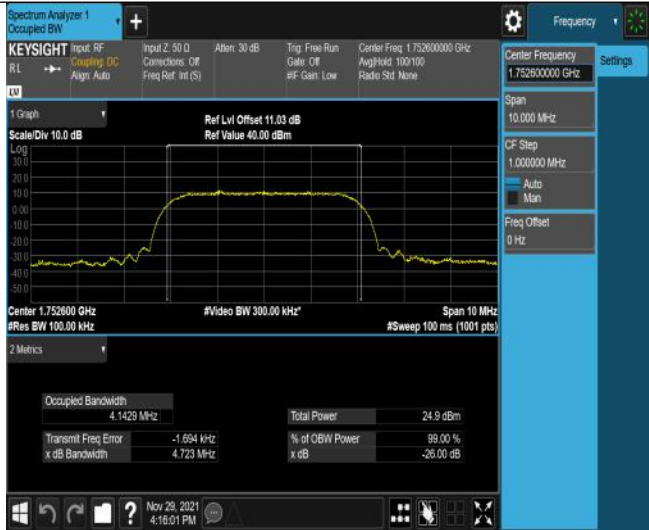 Spectrum Analyzer 1
Occupied BW
+
Frequency
KEYSIGHT
RL
LV
Input: RF
Coupling: DC
Align: Auto
Input Z: 50 Ω
Corrections: Off
Freq Ref: Int (S)
Atten: 30 dB
Trig: Free Run
Gate: Off
#IF Gain: Low
Center Freq: 1.752600000 GHz
Avg|Hold: 100/100
Radio Std: None
Center Frequency
1.752600000 GHz
Settings
Span
10.000 MHz
CF Step
1.000000 MHz
Auto
Man
Freq Offset
0 Hz
1 Graph
Scale/Div 10.0 dB
Ref Lvl Offset 11.03 dB
Ref Value 40.00 dBm
Log
30.0
20.0
10.0
0.00
-10.0
-20.0
-30.0
-40.0
-50.0
Center 1.752600 GHz
#Video BW 300.00 kHz*
Span 10 MHz
#Res BW 100.00 kHz
#Sweep 100 ms (1001 pts)
2 Metrics
Occupied Bandwidth
4.1429 MHz
Total Power 24.9 dBm
Transmit Freq Error -1.694 kHz
% of OBW Power 99.00 %
x dB Bandwidth 4.723 MHz
x dB -26.00 dB
?
Nov 29, 2021
4:16:01 PM